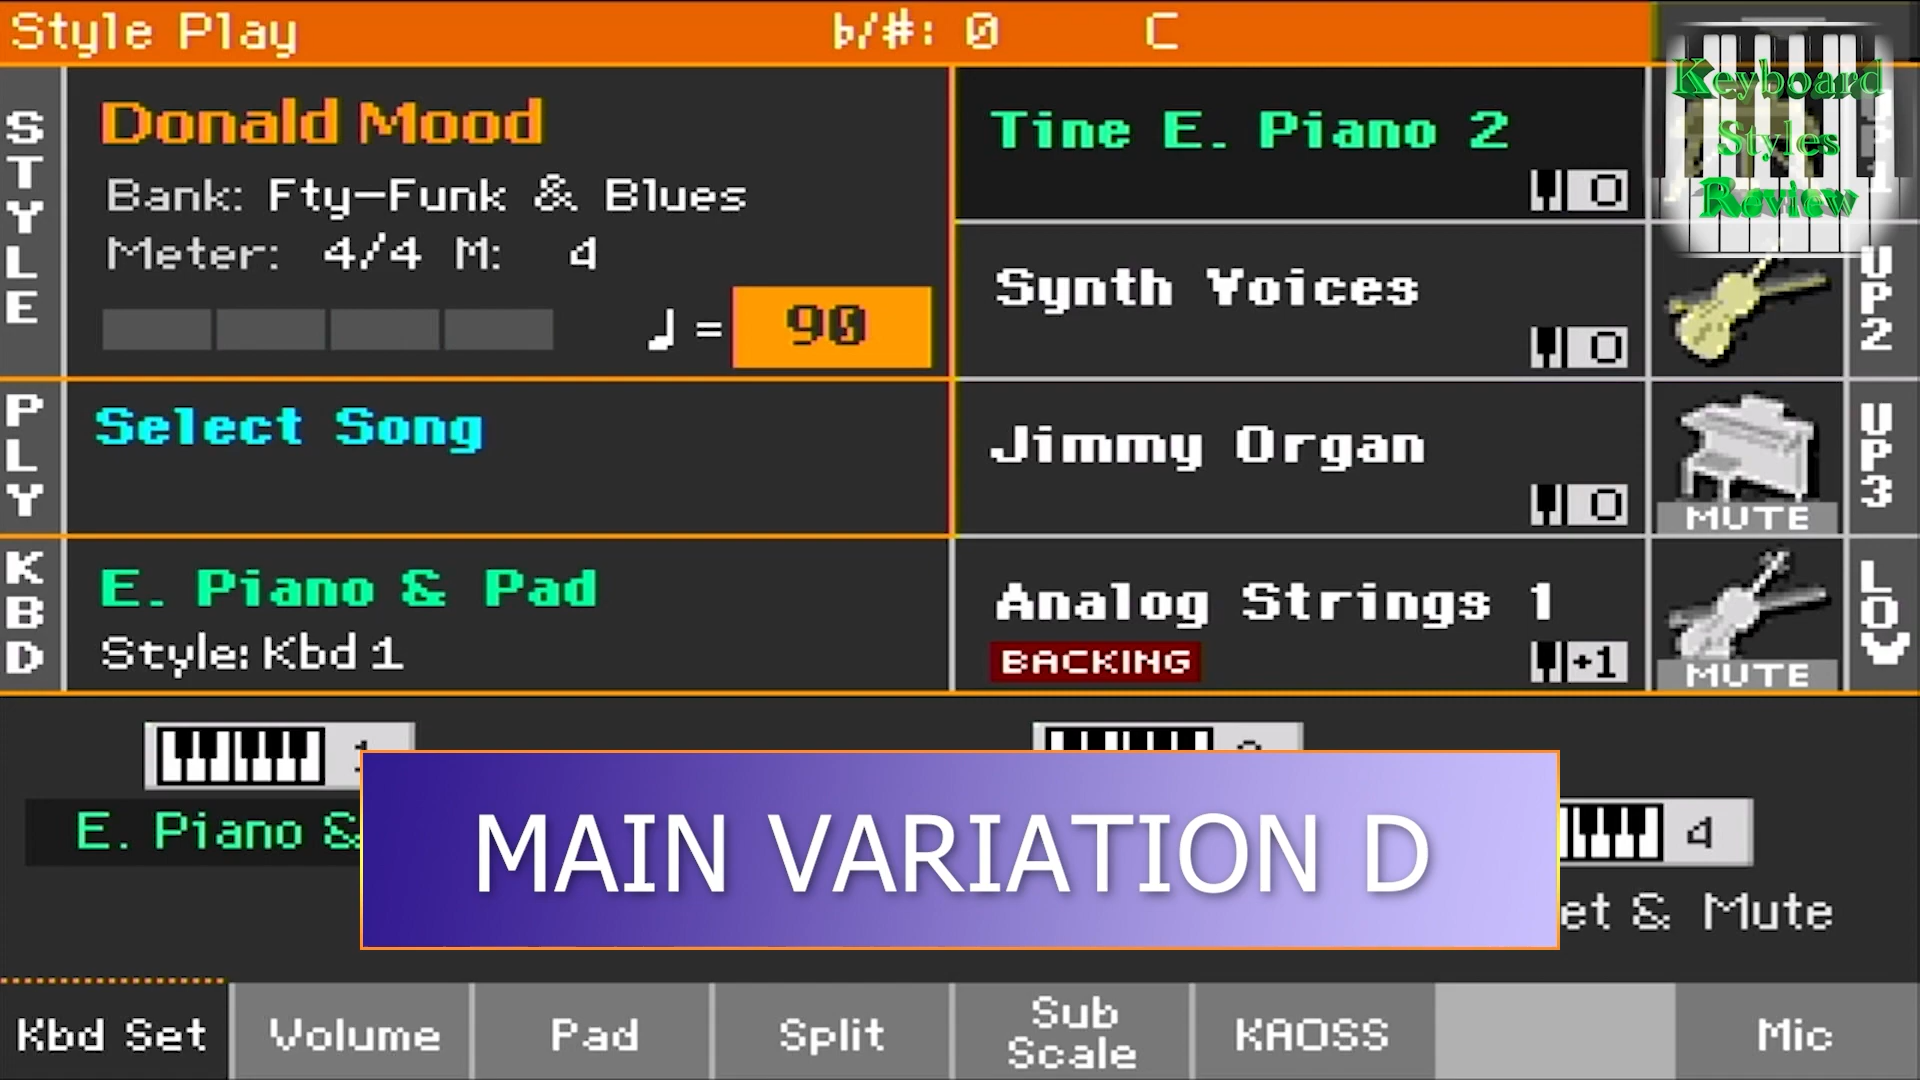 Style Play b/#: 0 C
STYLE
Donald Mood
Bank: Fty-Funk & Blues
Meter: 4/4 M: 4
♩ = 90
Tine E. Piano 2
0
Keyboard
Styles
Review
Synth Voices
0
UP2
PLY
Select Song
Jimmy Organ
0
MUTE
UP3
KBD
E. Piano & Pad
Style: Kbd 1
Analog Strings 1
BACKING
+1
MUTE
LOW
E. Piano &
4
MAIN VARIATION D
et & Mute
Kbd Set
Volume
Pad
Split
Sub
Scale
KAOSS
Mic